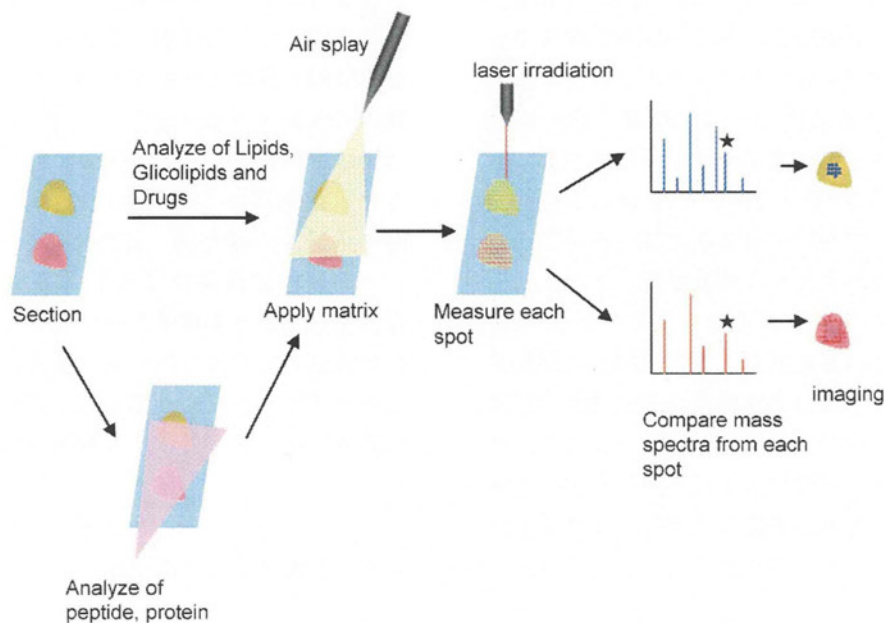 Air splay
laser irradiation
Analyze of Lipids,
Glicolipids and
Drugs
Section
Apply matrix
Measure each
spot
imaging
Compare mass
spectra from each
spot
Analyze of
peptide, protein